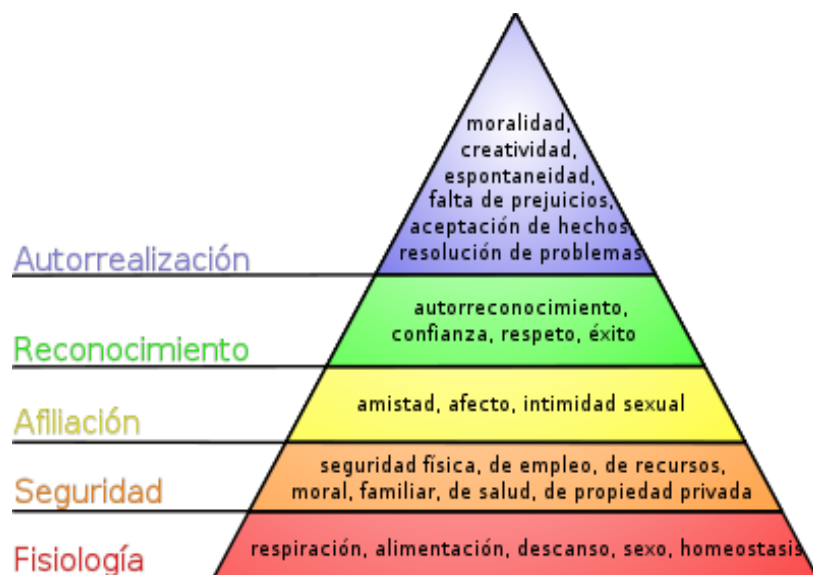 moralidad,
creatividad,
espontaneidad,
falta de prejuicios,
aceptación de hechos,
resolución de problemas
Autorrealización
autorreconocimiento,
confianza, respeto, éxito
Reconocimiento
amistad, afecto, intimidad sexual
Afiliación
seguridad física, de empleo, de recursos,
moral, familiar, de salud, de propiedad privada
Seguridad
respiración, alimentación, descanso, sexo, homeostasis
Fisiología